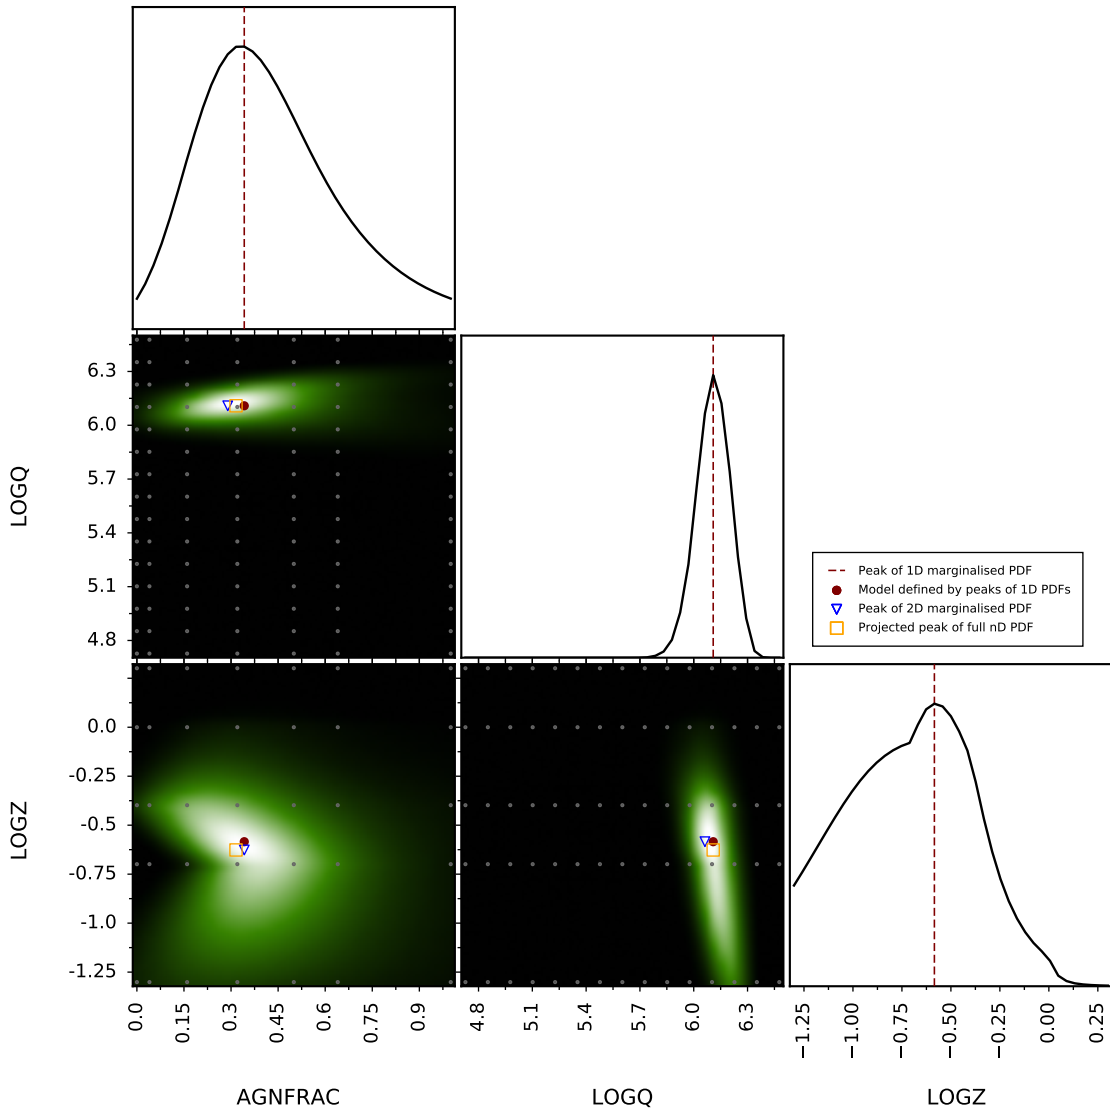 6.3
6.0
5.7
5.4
5.1
4.8
LOGQ
Peak of 1D marginalised PDF
Model defined by peaks of 1D PDFs
Peak of 2D marginalised PDF
Projected peak of full nD PDF
0.0
-0.25
-0.5
-0.75
-1.0
-1.25
LOGZ
0.0 0.15 0.3 0.45 0.6 0.75 0.9
4.8 5.1 5.4 5.7 6.0 6.3
−1.25 −1.00 −0.75 −0.50 −0.25 0.00 0.25
AGNFRAC
LOGQ
LOGZ